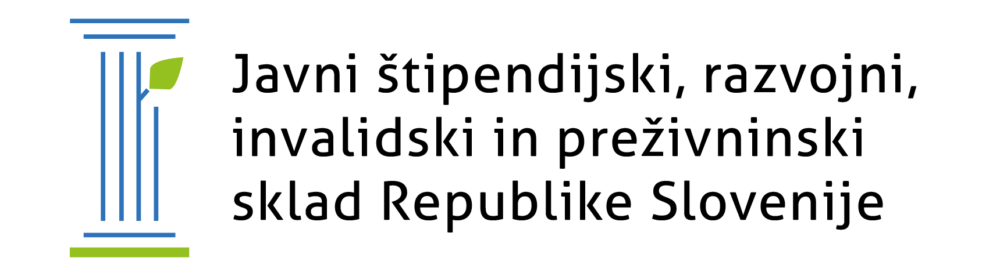 Javni štipendijski, razvojni,
invalidski in preživninski
sklad Republike Slovenije